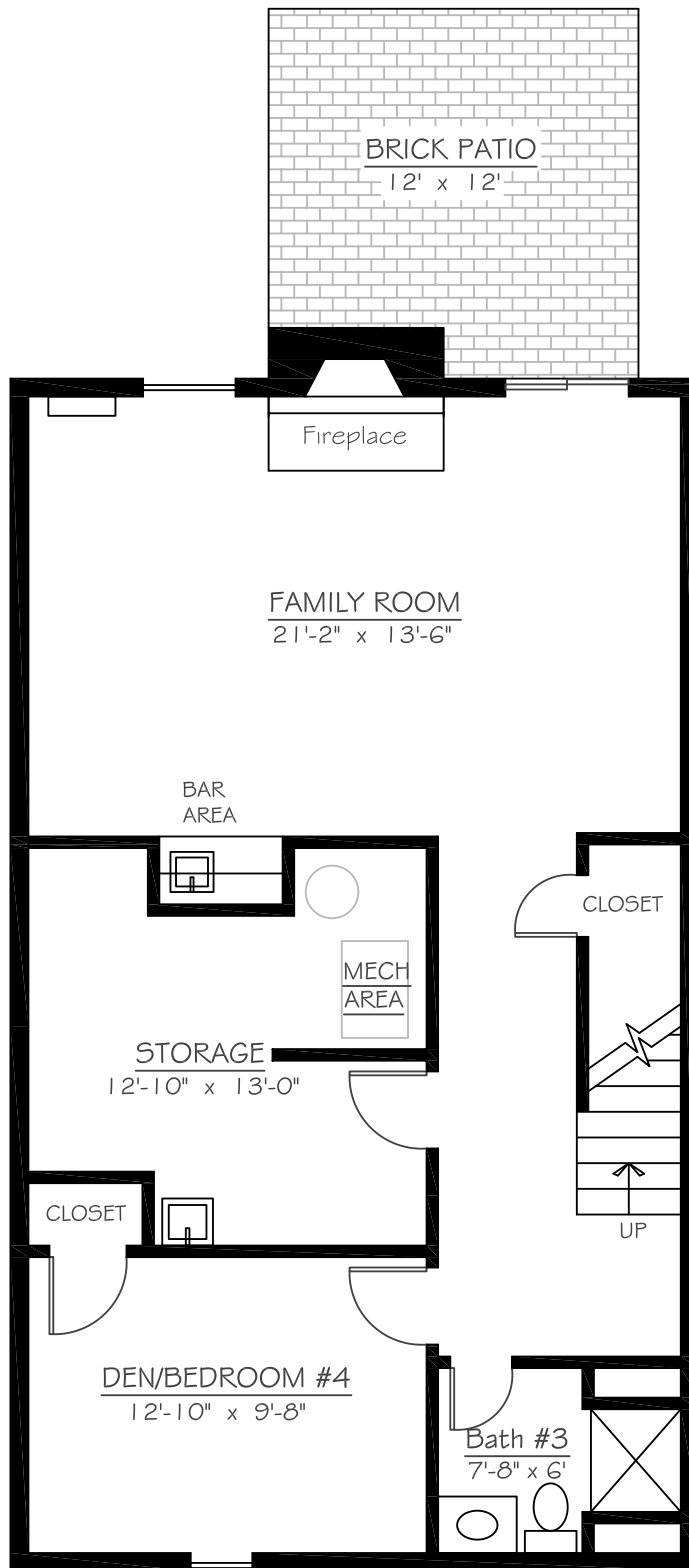 BRICK PATIO
12' x 12'
Fireplace
FAMILY ROOM
21'-2" x 13'-6"
BAR
AREA
CLOSET
MECH
AREA
STORAGE
12'-10" x 13'-0"
CLOSET
UP
DEN/BEDROOM #4
12'-10" x 9'-8"
Bath #3
7'-8" x 6'